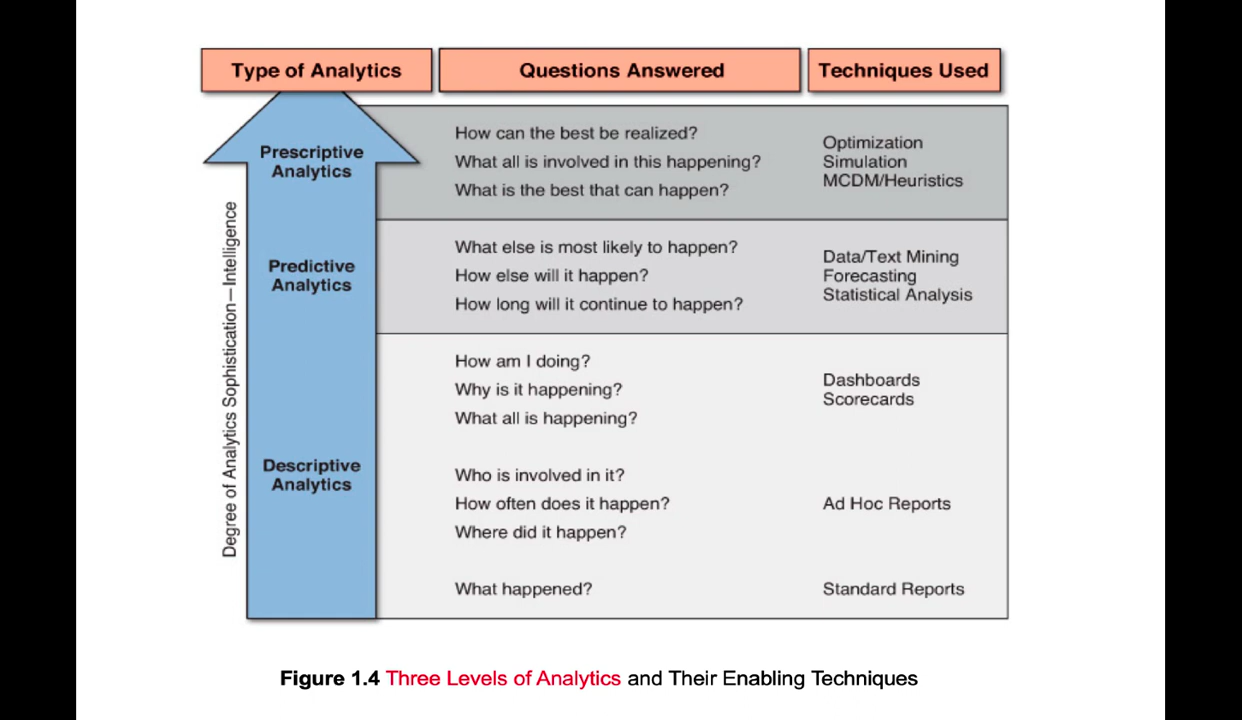 Type of Analytics
Questions Answered
Techniques Used
Prescriptive
Analytics
How can the best be realized?
What all is involved in this happening?
What is the best that can happen?
Optimization
Simulation
MCDM/Heuristics
Predictive
Analytics
What else is most likely to happen?
How else will it happen?
How long will it continue to happen?
Data/Text Mining
Forecasting
Statistical Analysis
Descriptive
Analytics
How am I doing?
Why is it happening?
What all is happening?
Dashboards
Scorecards
Who is involved in it?
How often does it happen?
Where did it happen?
Ad Hoc Reports
What happened?
Standard Reports
Degree of Analytics Sophistication—Intelligence
Figure 1.4 Three Levels of Analytics and Their Enabling Techniques